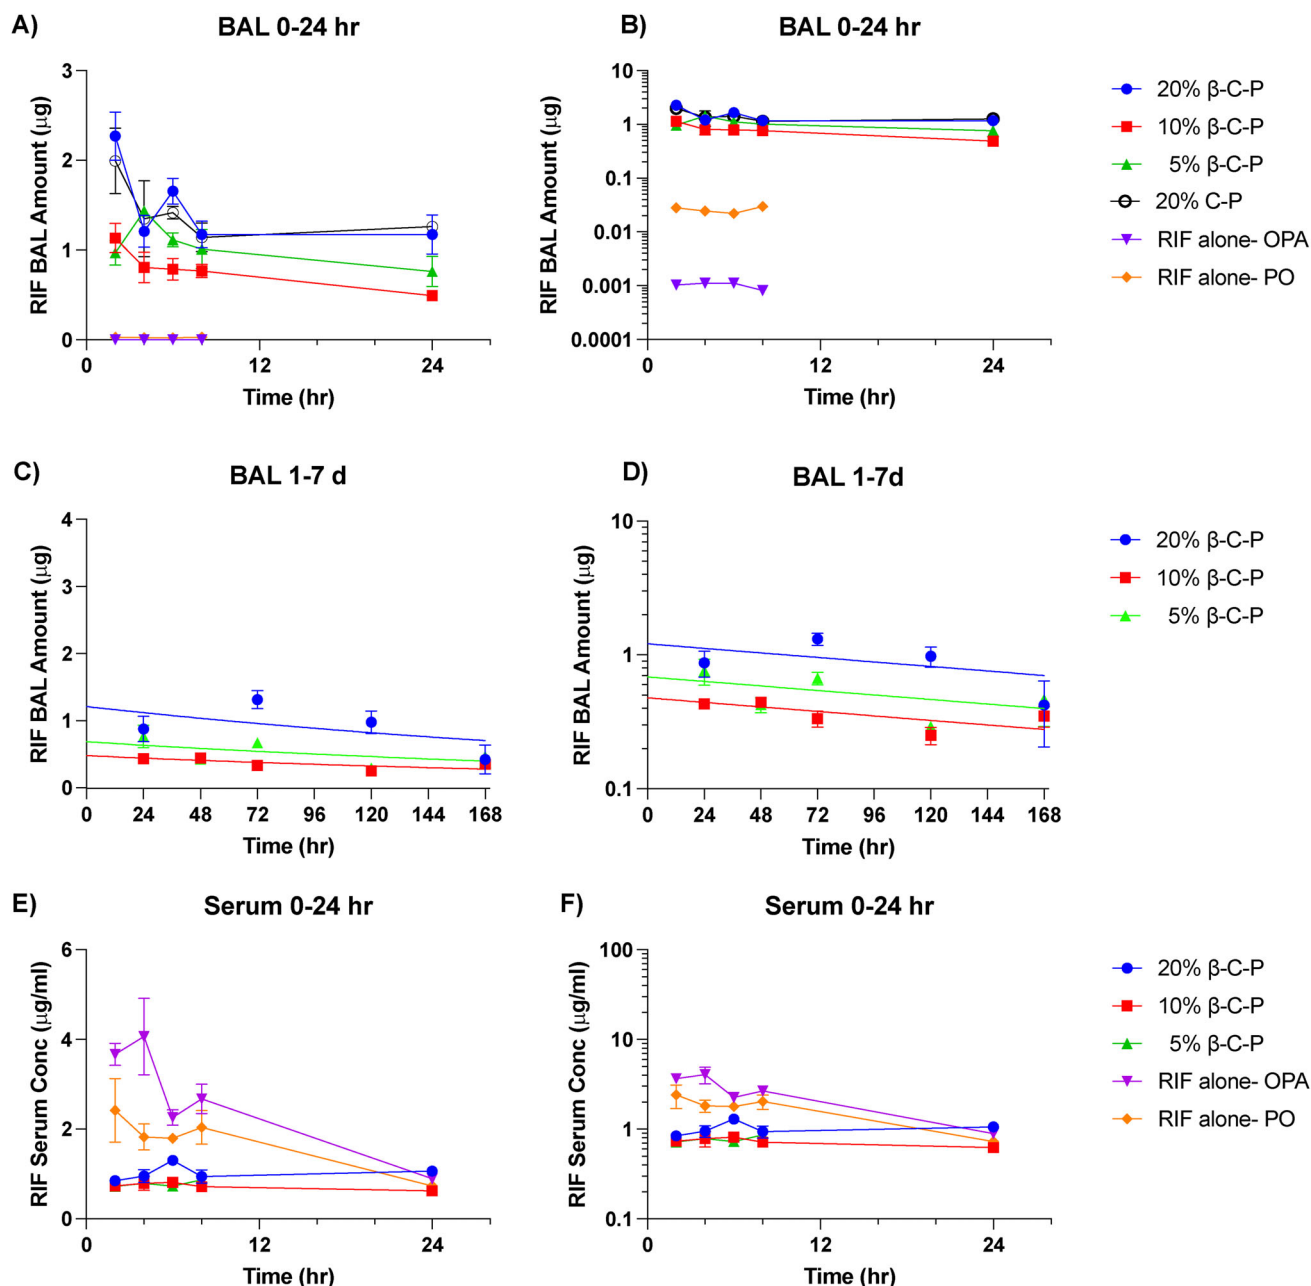 A)
BAL 0-24 hr
RIF BAL Amount (µg)
3
2
1
0
0
12
24
Time (hr)
B)
BAL 0-24 hr
RIF BAL Amount (µg)
10
1
0.1
0.01
0.001
0.0001
0
12
24
Time (hr)
20% β-C-P
10% β-C-P
5% β-C-P
20% C-P
RIF alone- OPA
RIF alone- PO
C)
BAL 1-7 d
RIF BAL Amount (µg)
4
3
2
1
0
0
24
48
72
96
120
144
168
Time (hr)
D)
BAL 1-7d
RIF BAL Amount (µg)
10
1
0.1
0
24
48
72
96
120
144
168
Time (hr)
20% β-C-P
10% β-C-P
5% β-C-P
E)
Serum 0-24 hr
RIF Serum Conc (µg/ml)
6
4
2
0
0
12
24
Time (hr)
F)
Serum 0-24 hr
RIF Serum Conc (µg/ml)
100
10
1
0.1
0
12
24
Time (hr)
20% β-C-P
10% β-C-P
5% β-C-P
RIF alone- OPA
RIF alone- PO